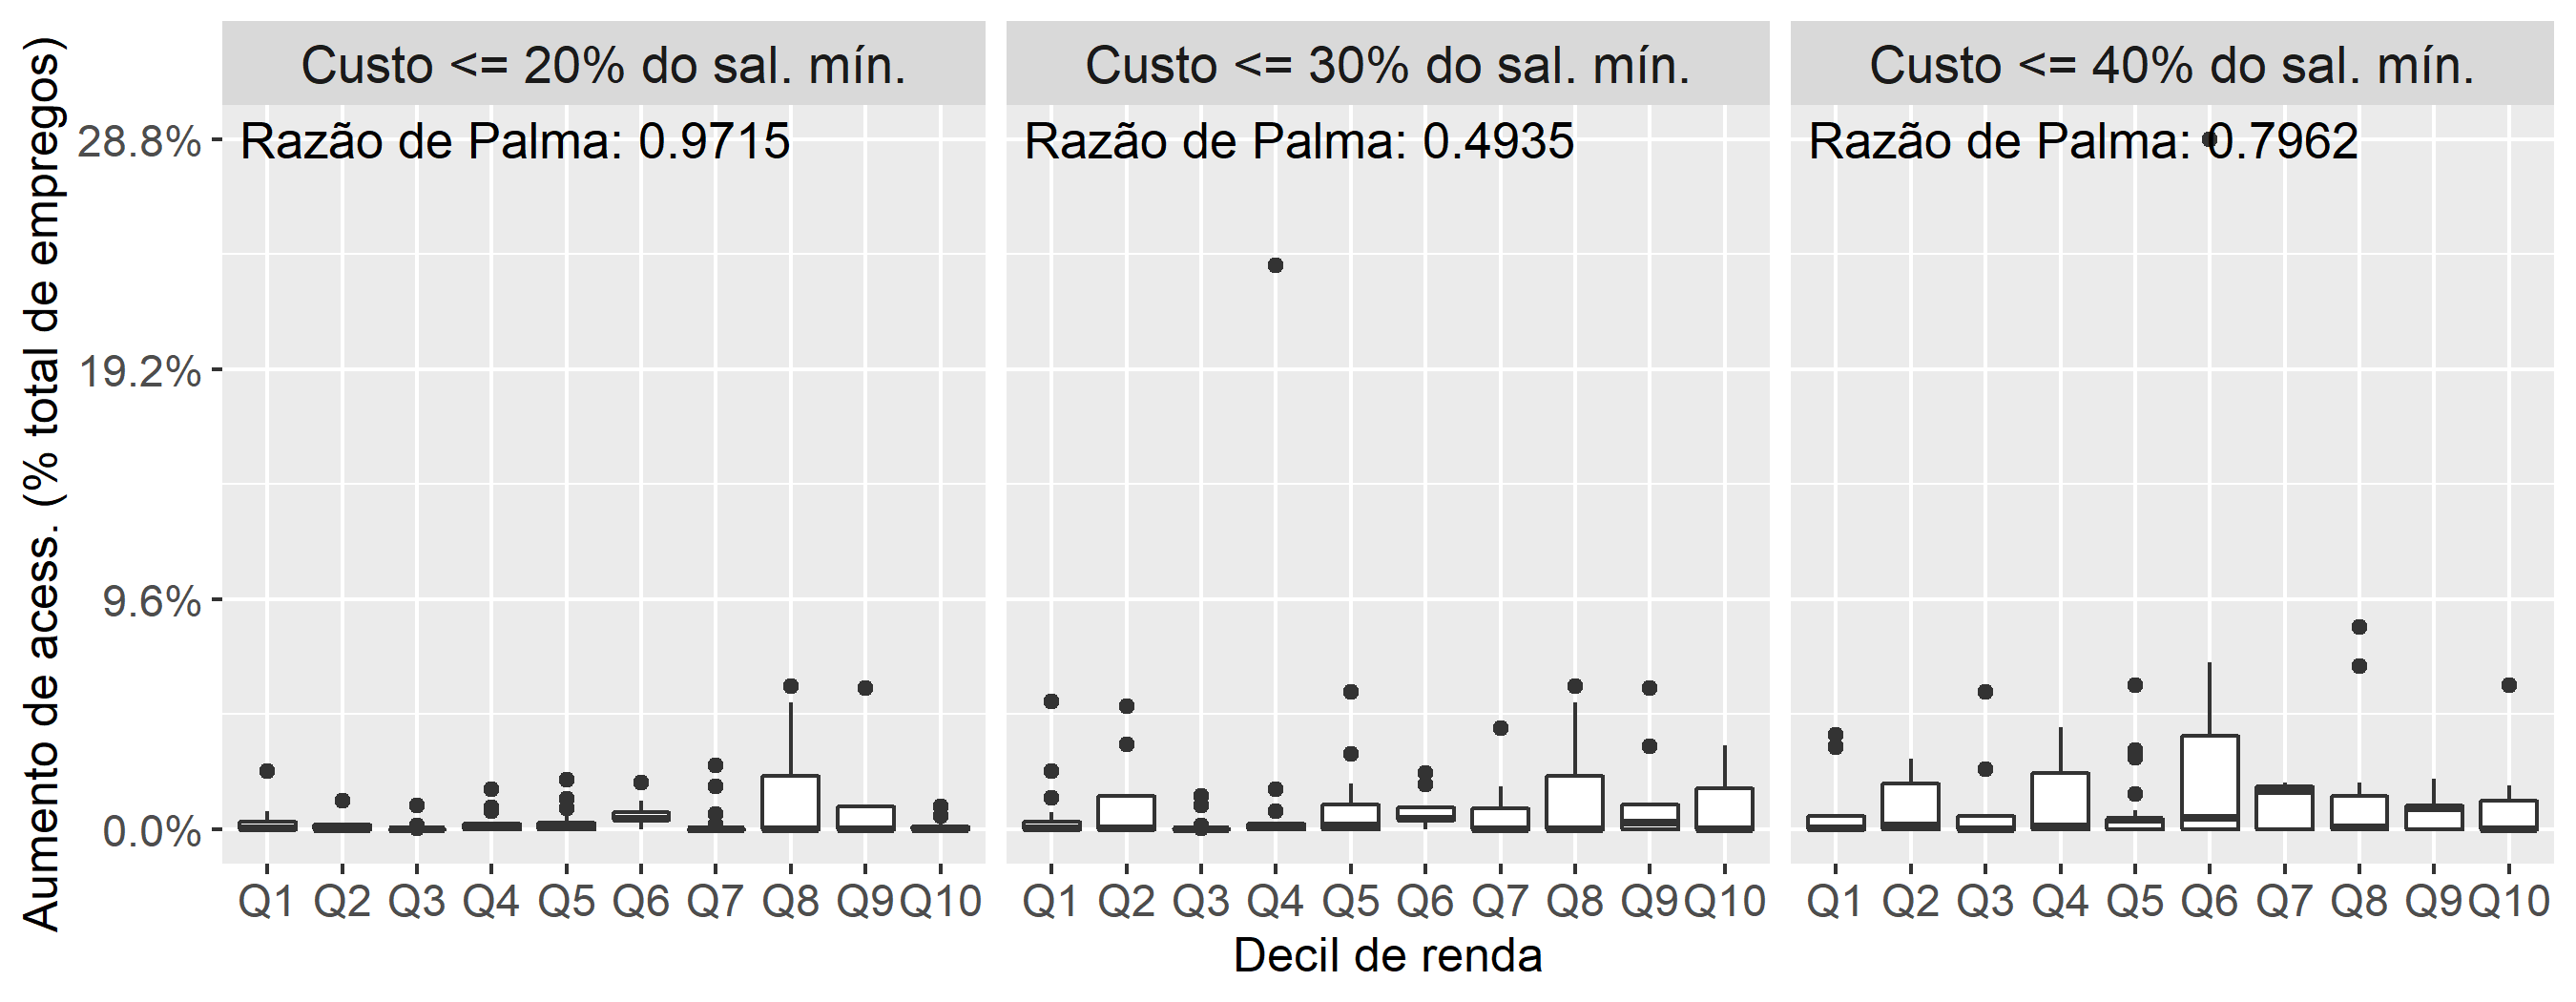 Custo <= 20% do sal. mín.
Custo <= 30% do sal. mín.
Custo <= 40% do sal. mín.
Razão de Palma: 0.9715
Razão de Palma: 0.4935
Razão de Palma: 0.7962
Aumento de acess. (% total de empregos)
28.8%
19.2%
9.6%
0.0%
Q1 Q2 Q3 Q4 Q5 Q6 Q7 Q8 Q9 Q10
Q1 Q2 Q3 Q4 Q5 Q6 Q7 Q8 Q9 Q10
Q1 Q2 Q3 Q4 Q5 Q6 Q7 Q8 Q9 Q10
Decil de renda